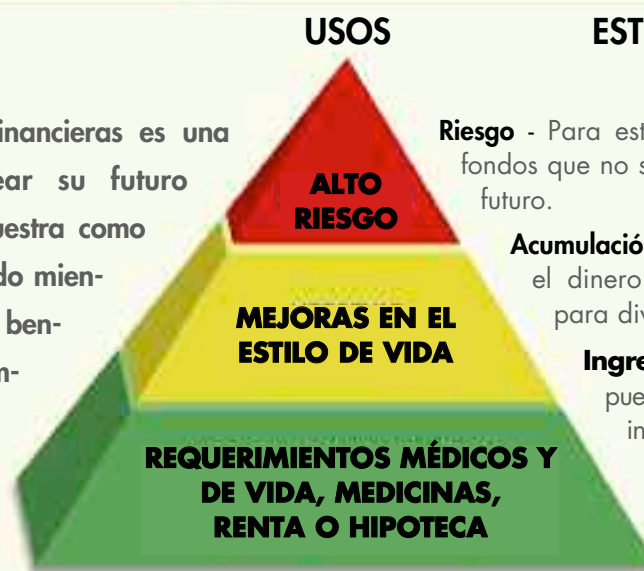 USOS
EST
inancieras es una
ear su futuro
uestra como
do mien-
ben-
m-
ALTO
RIESGO
MEJORAS EN EL
ESTILO DE VIDA
REQUERIMIENTOS MÉDICOS Y
DE VIDA, MEDICINAS,
RENTA O HIPOTECA
Riesgo - Para est
fondos que no s
futuro.
Acumulació
el dinero
para div
Ingre
pue
in